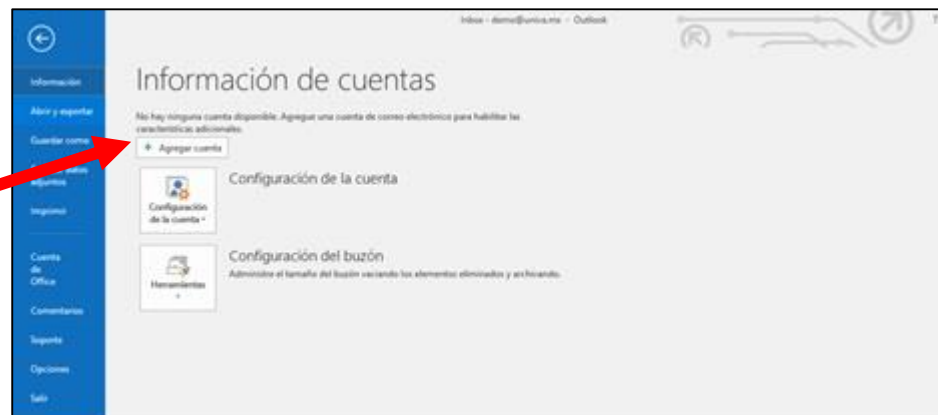 Inbox - demo@unica.mx - Outlook
Información
Abrir y exportar
Guardar como
adjuntos
Imprimir
Cuenta
de
Office
Comentarios
Soporte
Opciones
Salir
Información de cuentas
No hay ninguna cuenta disponible. Agregue una cuenta de correo electrónico para habilitar las
características adicionales.
+ Agregar cuenta
Configuración
de la cuenta
Configuración de la cuenta
Herramientas
Configuración del buzón
Administre el tamaño del buzón vaciando los elementos eliminados y archivando.